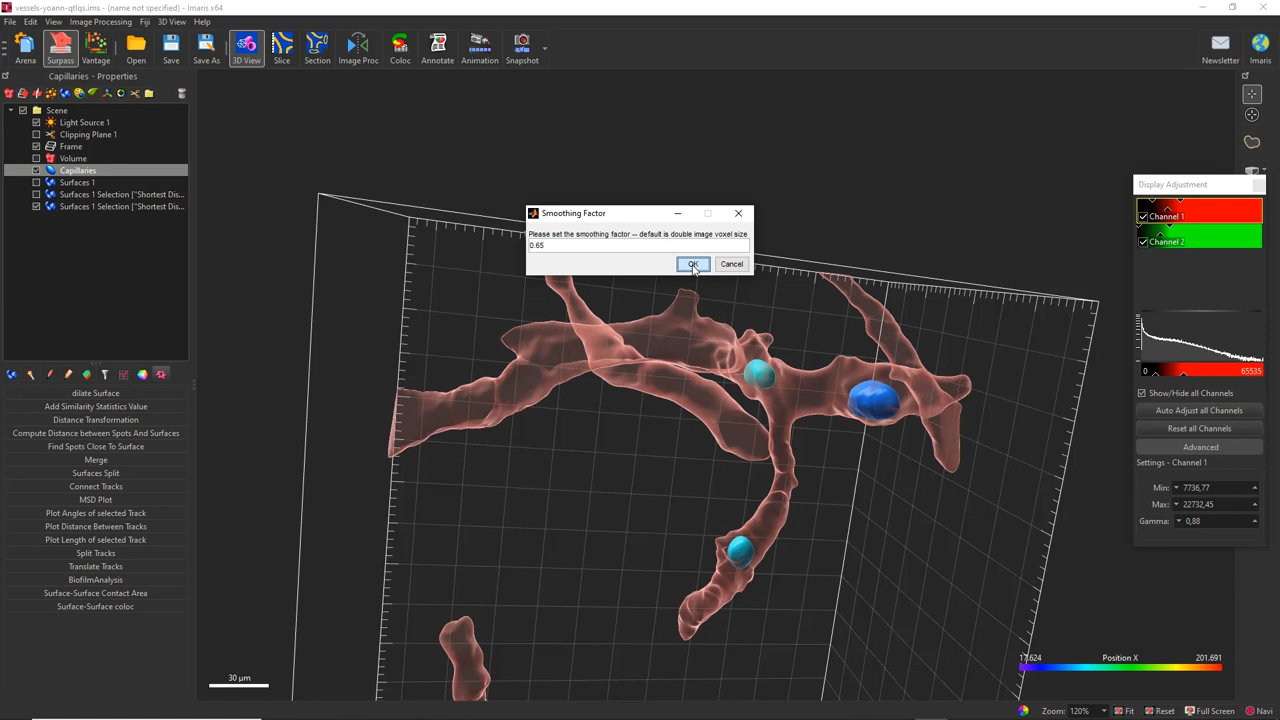 vessels-yoann-qtlqs.ims - (name not specified) - Imaris x64
File Edit View Image Processing Fiji 3D View Help
Arena Surpass Vantage Open Save Save As 3D View Slice Section Image Proc Coloc Annotate Animation Snapshot Newsletter Imaris
Capillaries - Properties
Scene
Light Source 1
Clipping Plane 1
Frame
Volume
Capillaries
Surfaces 1
Surfaces 1 Selection ["Shortest Dis...
Surfaces 1 Selection ["Shortest Dis...
dilate Surface
Add Similarity Statistics Value
Distance Transformation
Compute Distance between Spots And Surfaces
Find Spots Close To Surface
Merge
Surfaces Split
Connect Tracks
MSD Plot
Plot Angles of selected Track
Plot Distance Between Tracks
Plot Length of selected Track
Split Tracks
Translate Tracks
BiofilmAnalysis
Surface-Surface Contact Area
Surface-Surface coloc
Smoothing Factor
Please set the smoothing factor -- default is double image voxel size
0.65
OK Cancel
Display Adjustment
Channel 1
Channel 2
0 65535
Show/Hide all Channels
Auto Adjust all Channels
Reset all Channels
Advanced
Settings - Channel 1
Min: 7736,77
Max: 22732,45
Gamma: 0,88
17.624 Position X 201.691
30 µm
Zoom: 120% Fit Reset Full Screen Navi